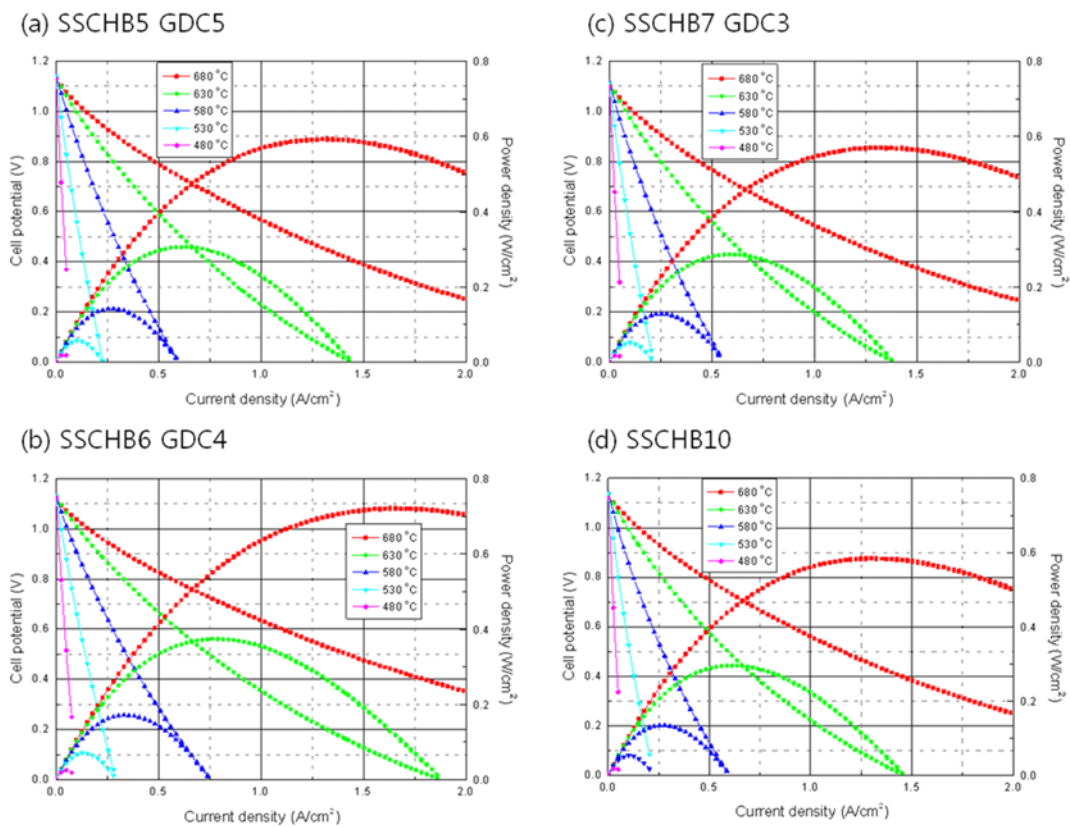 (a) SSCHB5 GDC5
1.2
1.0
0.8
0.6
0.4
0.2
0.0
Cell potential (V)
680 °C
630 °C
580 °C
530 °C
480 °C
0.8
0.6
0.4
0.2
0.0
Power density (W/cm²)
0.0 0.5 1.0 1.5 2.0
Current density (A/cm²)
(c) SSCHB7 GDC3
1.2
1.0
0.8
0.6
0.4
0.2
0.0
Cell potential (V)
680 °C
630 °C
580 °C
530 °C
480 °C
0.8
0.6
0.4
0.2
0.0
Power density (W/cm²)
0.0 0.5 1.0 1.5 2.0
Current density (A/cm²)
(b) SSCHB6 GDC4
1.2
1.0
0.8
0.6
0.4
0.2
0.0
Cell potential (V)
680 °C
630 °C
580 °C
530 °C
480 °C
0.8
0.6
0.4
0.2
0.0
Power density (W/cm²)
0.0 0.5 1.0 1.5 2.0
Current density (A/cm²)
(d) SSCHB10
1.2
1.0
0.8
0.6
0.4
0.2
0.0
Cell potential (V)
680 °C
630 °C
580 °C
530 °C
480 °C
0.8
0.6
0.4
0.2
0.0
Power density (W/cm²)
0.0 0.5 1.0 1.5 2.0
Current density (A/cm²)